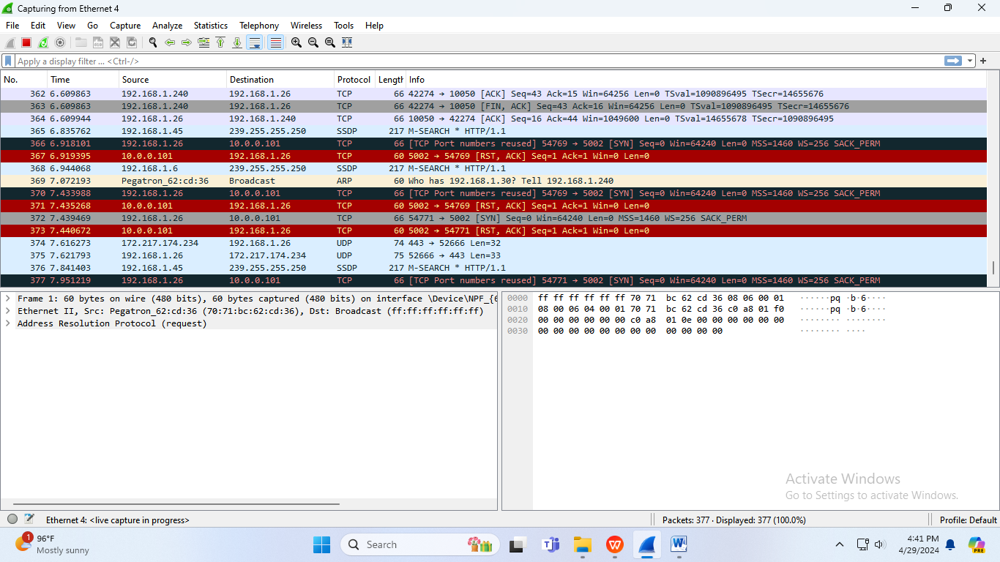 Capturing from Ethernet 4
File Edit View Go Capture Analyze Statistics Telephony Wireless Tools Help
Apply a display filter ... <Ctrl-/>
No. Time Source Destination Protocol Length Info
362 6.609863 192.168.1.240 192.168.1.26 TCP 66 42274 → 10050 [ACK] Seq=43 Ack=15 Win=64256 Len=0 TSval=1090896495 TSecr=14655676
363 6.609863 192.168.1.240 192.168.1.26 TCP 66 42274 → 10050 [FIN, ACK] Seq=43 Ack=16 Win=64256 Len=0 TSval=1090896495 TSecr=14655676
364 6.609944 192.168.1.26 192.168.1.240 TCP 66 10050 → 42274 [ACK] Seq=16 Ack=44 Win=1049600 Len=0 TSval=14655678 TSecr=1090896495
365 6.835762 192.168.1.45 239.255.255.250 SSDP 217 M-SEARCH * HTTP/1.1
366 6.918101 192.168.1.26 10.0.0.101 TCP 66 [TCP Port numbers reused] 54769 → 5002 [SYN] Seq=0 Win=64240 Len=0 MSS=1460 WS=256 SACK_PERM
367 6.919395 10.0.0.101 192.168.1.26 TCP 60 5002 → 54769 [RST, ACK] Seq=1 Ack=1 Win=0 Len=0
368 6.944068 192.168.1.6 239.255.255.250 SSDP 217 M-SEARCH * HTTP/1.1
369 7.072193 Pegatron_62:cd:36 Broadcast ARP 60 Who has 192.168.1.30? Tell 192.168.1.240
370 7.433988 192.168.1.26 10.0.0.101 TCP 66 [TCP Port numbers reused] 54769 → 5002 [SYN] Seq=0 Win=64240 Len=0 MSS=1460 WS=256 SACK_PERM
371 7.435268 10.0.0.101 192.168.1.26 TCP 60 5002 → 54769 [RST, ACK] Seq=1 Ack=1 Win=0 Len=0
372 7.439469 192.168.1.26 10.0.0.101 TCP 66 54771 → 5002 [SYN] Seq=0 Win=64240 Len=0 MSS=1460 WS=256 SACK_PERM
373 7.440672 10.0.0.101 192.168.1.26 TCP 60 5002 → 54771 [RST, ACK] Seq=1 Ack=1 Win=0 Len=0
374 7.616273 172.217.174.234 192.168.1.26 UDP 74 443 → 52666 Len=32
375 7.621793 192.168.1.26 172.217.174.234 UDP 75 52666 → 443 Len=33
376 7.841403 192.168.1.45 239.255.255.250 SSDP 217 M-SEARCH * HTTP/1.1
377 7.951219 192.168.1.26 10.0.0.101 TCP 66 [TCP Port numbers reused] 54771 → 5002 [SYN] Seq=0 Win=64240 Len=0 MSS=1460 WS=256 SACK_PERM
Frame 1: 60 bytes on wire (480 bits), 60 bytes captured (480 bits) on interface \Device\NPF_{6
Ethernet II, Src: Pegatron_62:cd:36 (70:71:bc:62:cd:36), Dst: Broadcast (ff:ff:ff:ff:ff:ff)
Address Resolution Protocol (request)
0000 ff ff ff ff ff ff 70 71 bc 62 cd 36 08 06 00 01 ······pq ·b·6····
0010 08 00 06 04 00 01 70 71 bc 62 cd 36 c0 a8 01 f0 ······pq ·b·6····
0020 00 00 00 00 00 00 c0 a8 01 0e 00 00 00 00 00 00 ········ ········
0030 00 00 00 00 00 00 00 00 00 00 00 00 ········ ····
Activate Windows
Go to Settings to activate Windows.
Ethernet 4: <live capture in progress>
Packets: 377 · Displayed: 377 (100.0%)
Profile: Default
1
96°F
Mostly sunny
Search
4:41 PM
4/29/2024
PRE